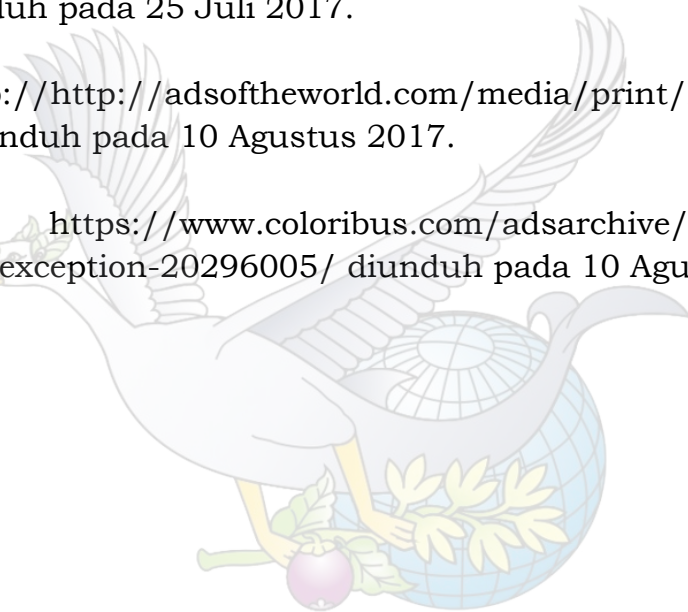 duh pada 25 Juli 2017.
://http://adsoftheworld.com/media/print/
nduh pada 10 Agustus 2017.
https://www.coloribus.com/adsarchive/
exception-20296005/ diunduh pada 10 Agu